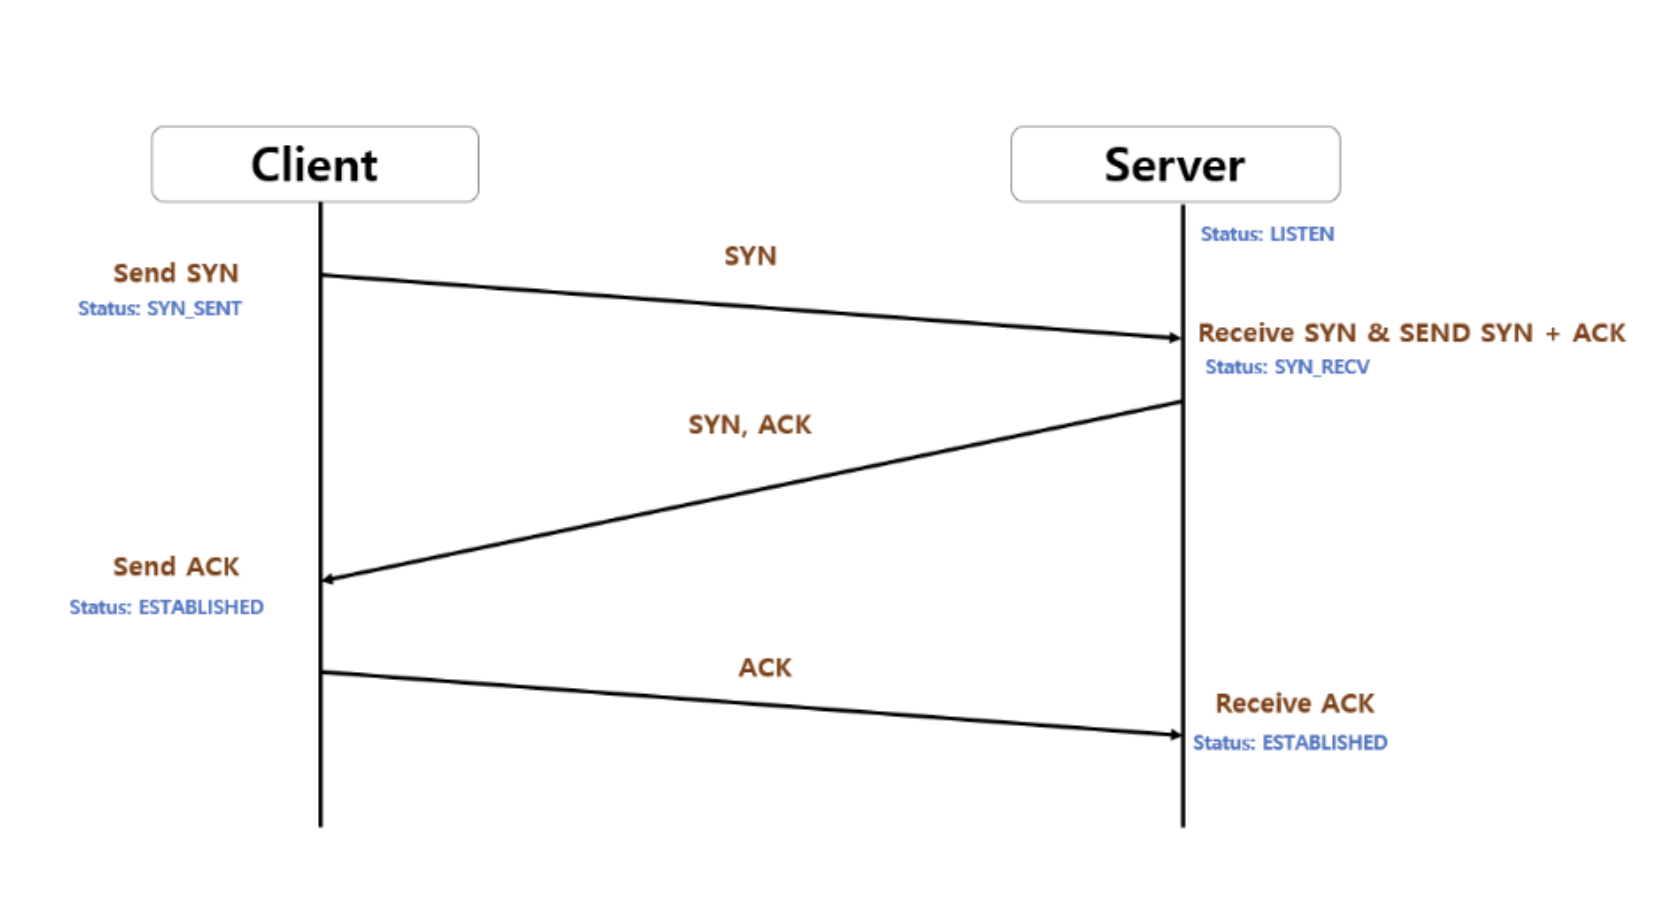 Client
Server
Status: LISTEN
SYN
Send SYN
Status: SYN_SENT
Receive SYN & SEND SYN + ACK
Status: SYN_RECV
SYN, ACK
Send ACK
Status: ESTABLISHED
ACK
Receive ACK
Status: ESTABLISHED